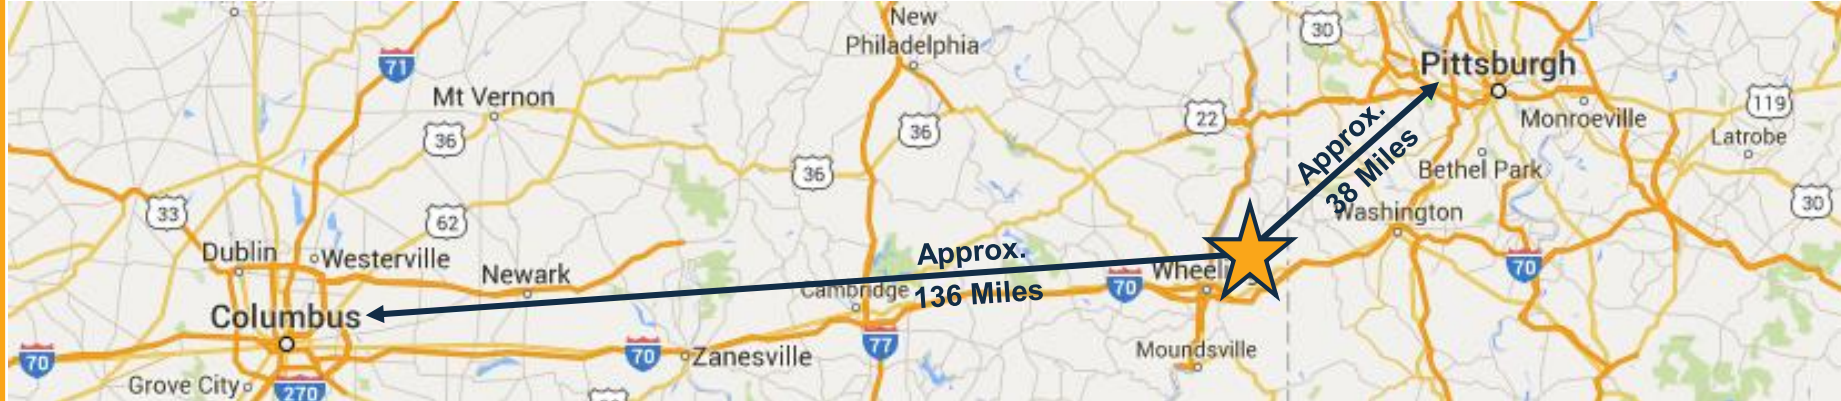 New
Philadelphia
30
71
Pittsburgh
Mt Vernon
119
22
36
36
Approx.
38 Miles
Monroeville
Latrobe
36
Bethel Park
30
33
62
Washington
Dublin
Westerville
Newark
Approx.
136 Miles
70
70
Cambridge
Columbus
70
70
Zanesville
77
Moundsville
Grove City
270